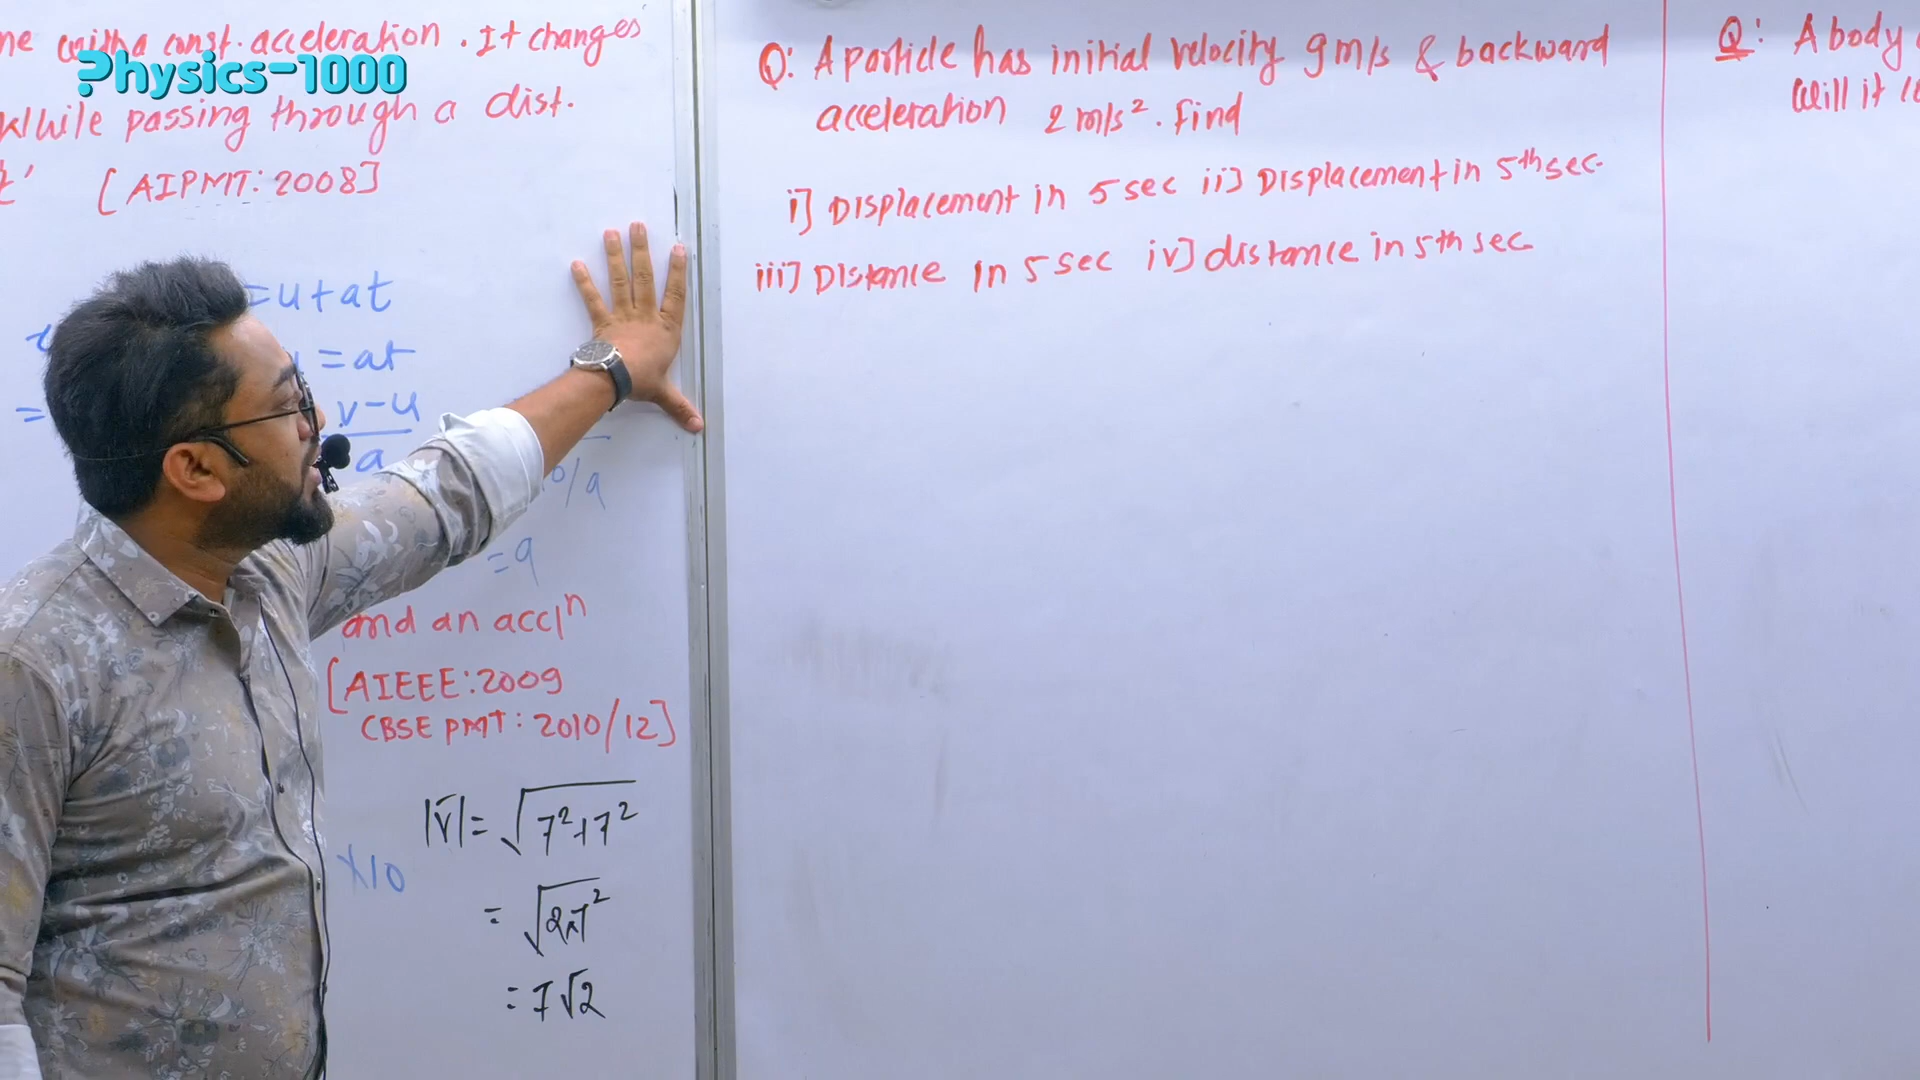 with a const. acceleration. It changes
?hysics-1000
while passing through a dist.
[AIPMT: 2008]
= u + at
= at
v - u
a
/a
= 9
and an accl^n
[AIEEE: 2009
CBSE PMT: 2010/12]
|v̄| = √7²+7²
= √2×7²
= 7√2
×10
Q: A particle has initial velocity 9 m/s & backward
acceleration 2 m/s². Find
i] Displacement in 5 sec ii] Displacement in 5th sec.
iii] Distance in 5 sec iv] distance in 5th sec
Q: A body
will it